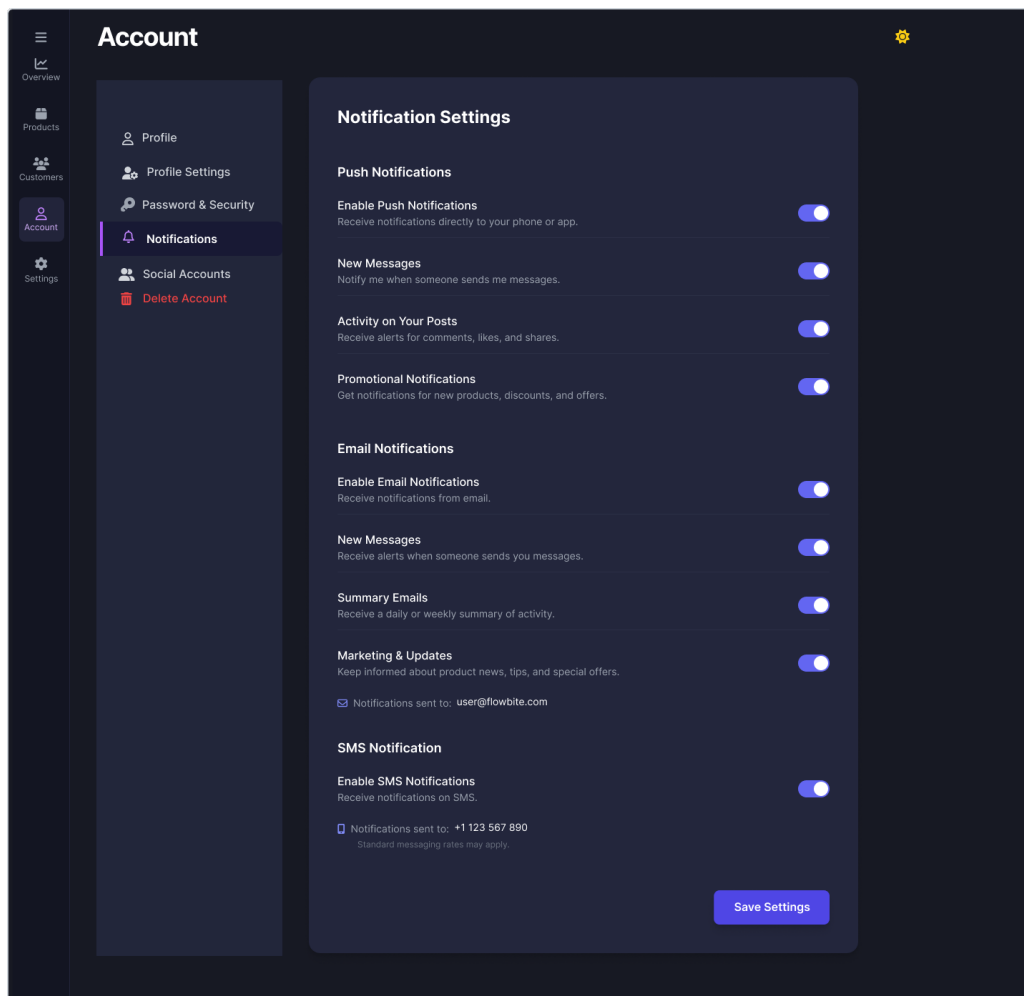 Account
Overview
Products
Customers
Account
Settings
Profile
Profile Settings
Password & Security
Notifications
Social Accounts
Delete Account
Notification Settings
Push Notifications
Enable Push Notifications
Receive notifications directly to your phone or app.
New Messages
Notify me when someone sends me messages.
Activity on Your Posts
Receive alerts for comments, likes, and shares.
Promotional Notifications
Get notifications for new products, discounts, and offers.
Email Notifications
Enable Email Notifications
Receive notifications from email.
New Messages
Receive alerts when someone sends you messages.
Summary Emails
Receive a daily or weekly summary of activity.
Marketing & Updates
Keep informed about product news, tips, and special offers.
Notifications sent to: user@flowbite.com
SMS Notification
Enable SMS Notifications
Receive notifications on SMS.
Notifications sent to: +1 123 567 890
Standard messaging rates may apply.
Save Settings